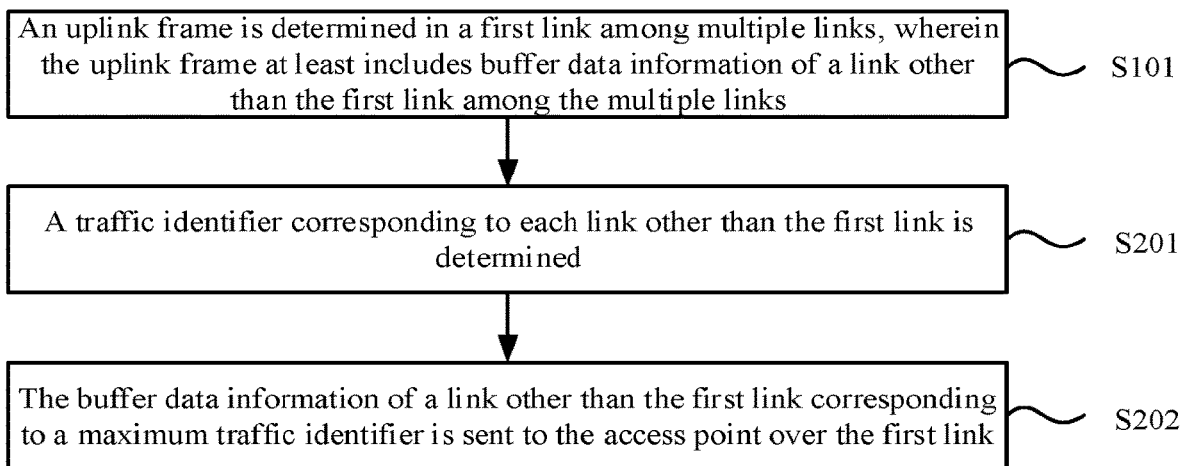 An uplink frame is determined in a first link among multiple links, wherein
the uplink frame at least includes buffer data information of a link other
than the first link among the multiple links
S101
A traffic identifier corresponding to each link other than the first link is
determined
S201
The buffer data information of a link other than the first link corresponding
to a maximum traffic identifier is sent to the access point over the first link
S202